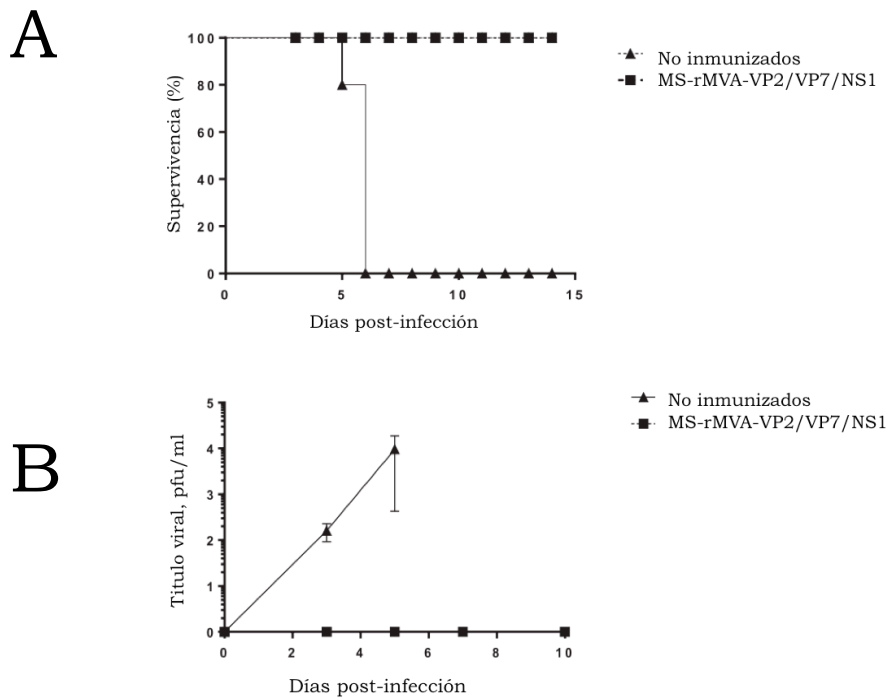 A
100
80
60
40
20
0
Supervivencia (%)
0 5 10 15
Días post-infección
No inmunizados
MS-rMVA-VP2/VP7/NS1
B
5
4
3
2
1
0
Titulo viral, pfu/ml
0 2 4 6 8 10
Días post-infección
No inmunizados
MS-rMVA-VP2/VP7/NS1